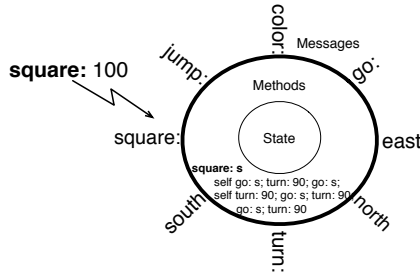 color:
Messages
jump:
go:
square: 100
Methods
square:
State
east
square: s
self go: s; turn: 90; go: s;
self turn: 90; go: s; turn: 90;
go: s; turn: 90
south
north
turn: